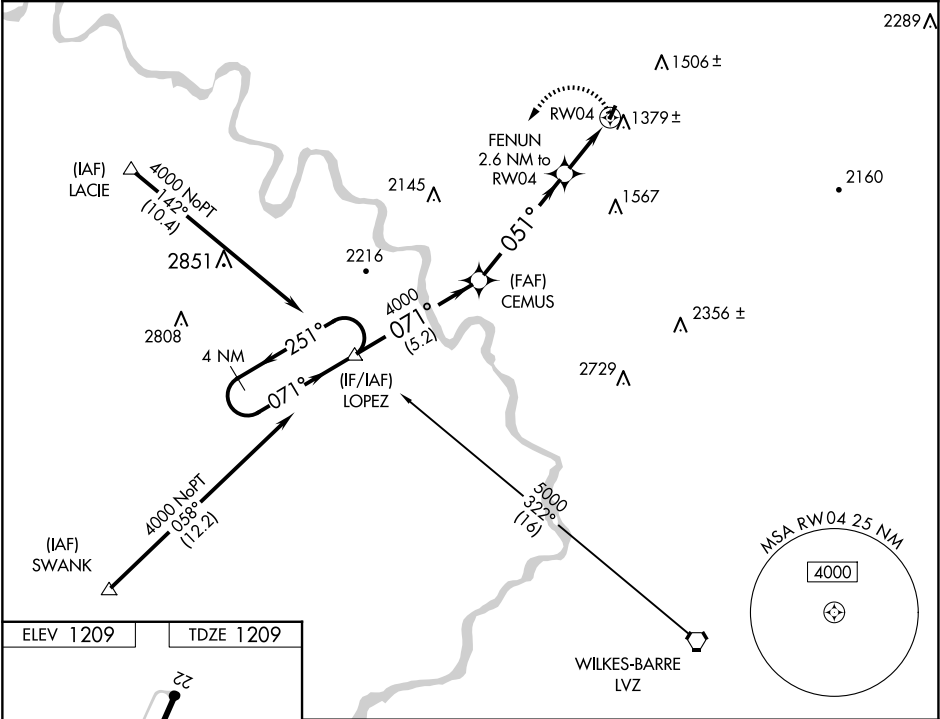 2289
1506 ±
RW04
1379 ±
FENUN
2.6 NM to
RW04
(IAF)
LACIE
4000 NoPT
142°
(10.4)
2145
1567
2160
2851
2216
051°
(FAF)
CEMUS
2808
4000
071°
(5.2)
2356 ±
4 NM
251°
071°
(IF/IAF)
LOPEZ
2729
4000 NoPT
058°
(12.2)
5000
322°
(16)
(IAF)
SWANK
MSA RW04 25 NM
4000
WILKES-BARRE
LVZ
ELEV 1209
TDZE 1209
22